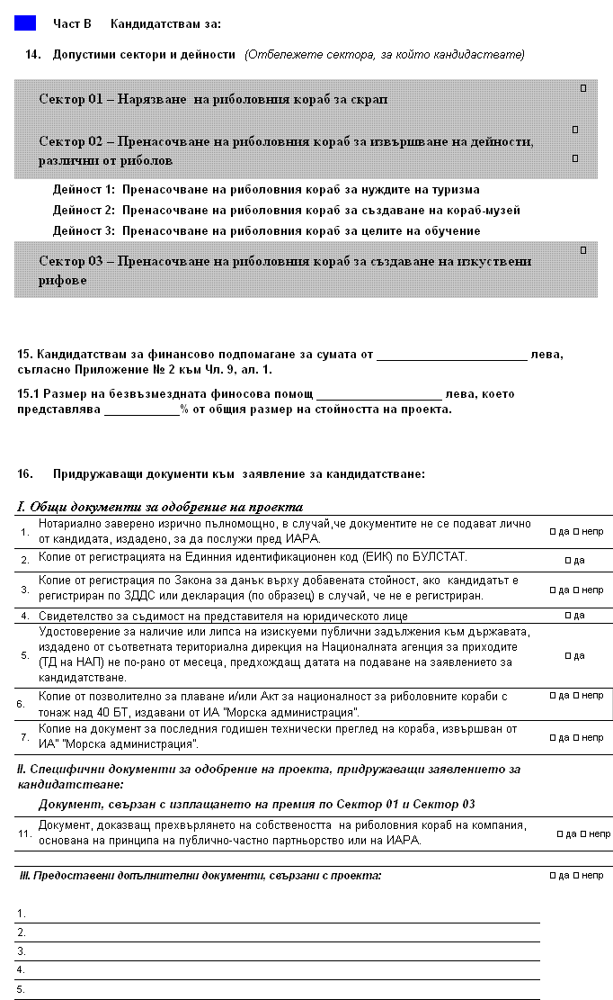 Част В Кандидатствам за:
14. Допустими сектори и дейности (Отбележете сектора, за който кандидаствате)
Сектор 01 – Нарязване на риболовния кораб за скрап
Сектор 02 – Пренасочване на риболовния кораб за извършване на дейности,
различни от риболов
Дейност 1: Пренасочване на риболовния кораб за нуждите на туризма
Дейност 2: Пренасочване на риболовния кораб за създаване на кораб-музей
Дейност 3: Пренасочване на риболовния кораб за целите на обучение
Сектор 03 – Пренасочване на риболовния кораб за създаване на изкуствени
рифове
15. Кандидатствам за финансово подпомагане за сумата от ________________________ лева,
съгласно Приложение № 2 към Чл. 9, ал. 1.
15.1 Размер на безвъзмездната финосова помощ ____________________ лева, което
представлява ____________% от общия размер на стойността на проекта.
16. Придружаващи документи към заявление за кандидатстване:
I. Общи документи за одобрение на проекта
1. Нотариално заверено изрично пълномощно, в случай,че документите не се подават лично
от кандидата, издадено, за да послужи пред ИАРА. □ да □ непр
2. Копие от регистрацията на Единния идентификационен код (ЕИК) по БУЛСТАТ. □ да
3. Копие от регистрация по Закона за данък върху добавената стойност, ако кандидатът е
регистриран по ЗДДС или декларация (по образец) в случай, че не е регистриран. □ да □ непр
4. Свидетелство за съдимост на представителя на юридическото лице □ да
5. Удостоверение за наличие или липса на изискуеми публични задължения към държавата,
издадено от съответната териториална дирекция на Националната агенция за приходите
(ТД на НАП) не по-рано от месеца, предхождащ датата на подаване на заявлението за
кандидатстване. □ да
6. Копие от позволително за плаване и/или Акт за националност за риболовните кораби с
тонаж над 40 БТ, издавани от ИА "Морска администрация". □ да □ непр
7. Копие на документ за последния годишен технически преглед на кораба, извършван от
ИА" "Морска администрация". □ да □ непр
II. Специфични документи за одобрение на проекта, придружаващи заявлението за
кандидатстване:
Документ, свързан с изплащането на премия по Сектор 01 и Сектор 03
11. Документ, доказващ прехвърлянето на собствеността на риболовния кораб на компания,
основана на принципа на публично-частно партньорство или на ИАРА. □ да □ непр
III. Предоставени допълнителни документи, свързани с проекта: □ да □ непр
1.
2.
3.
4.
5.